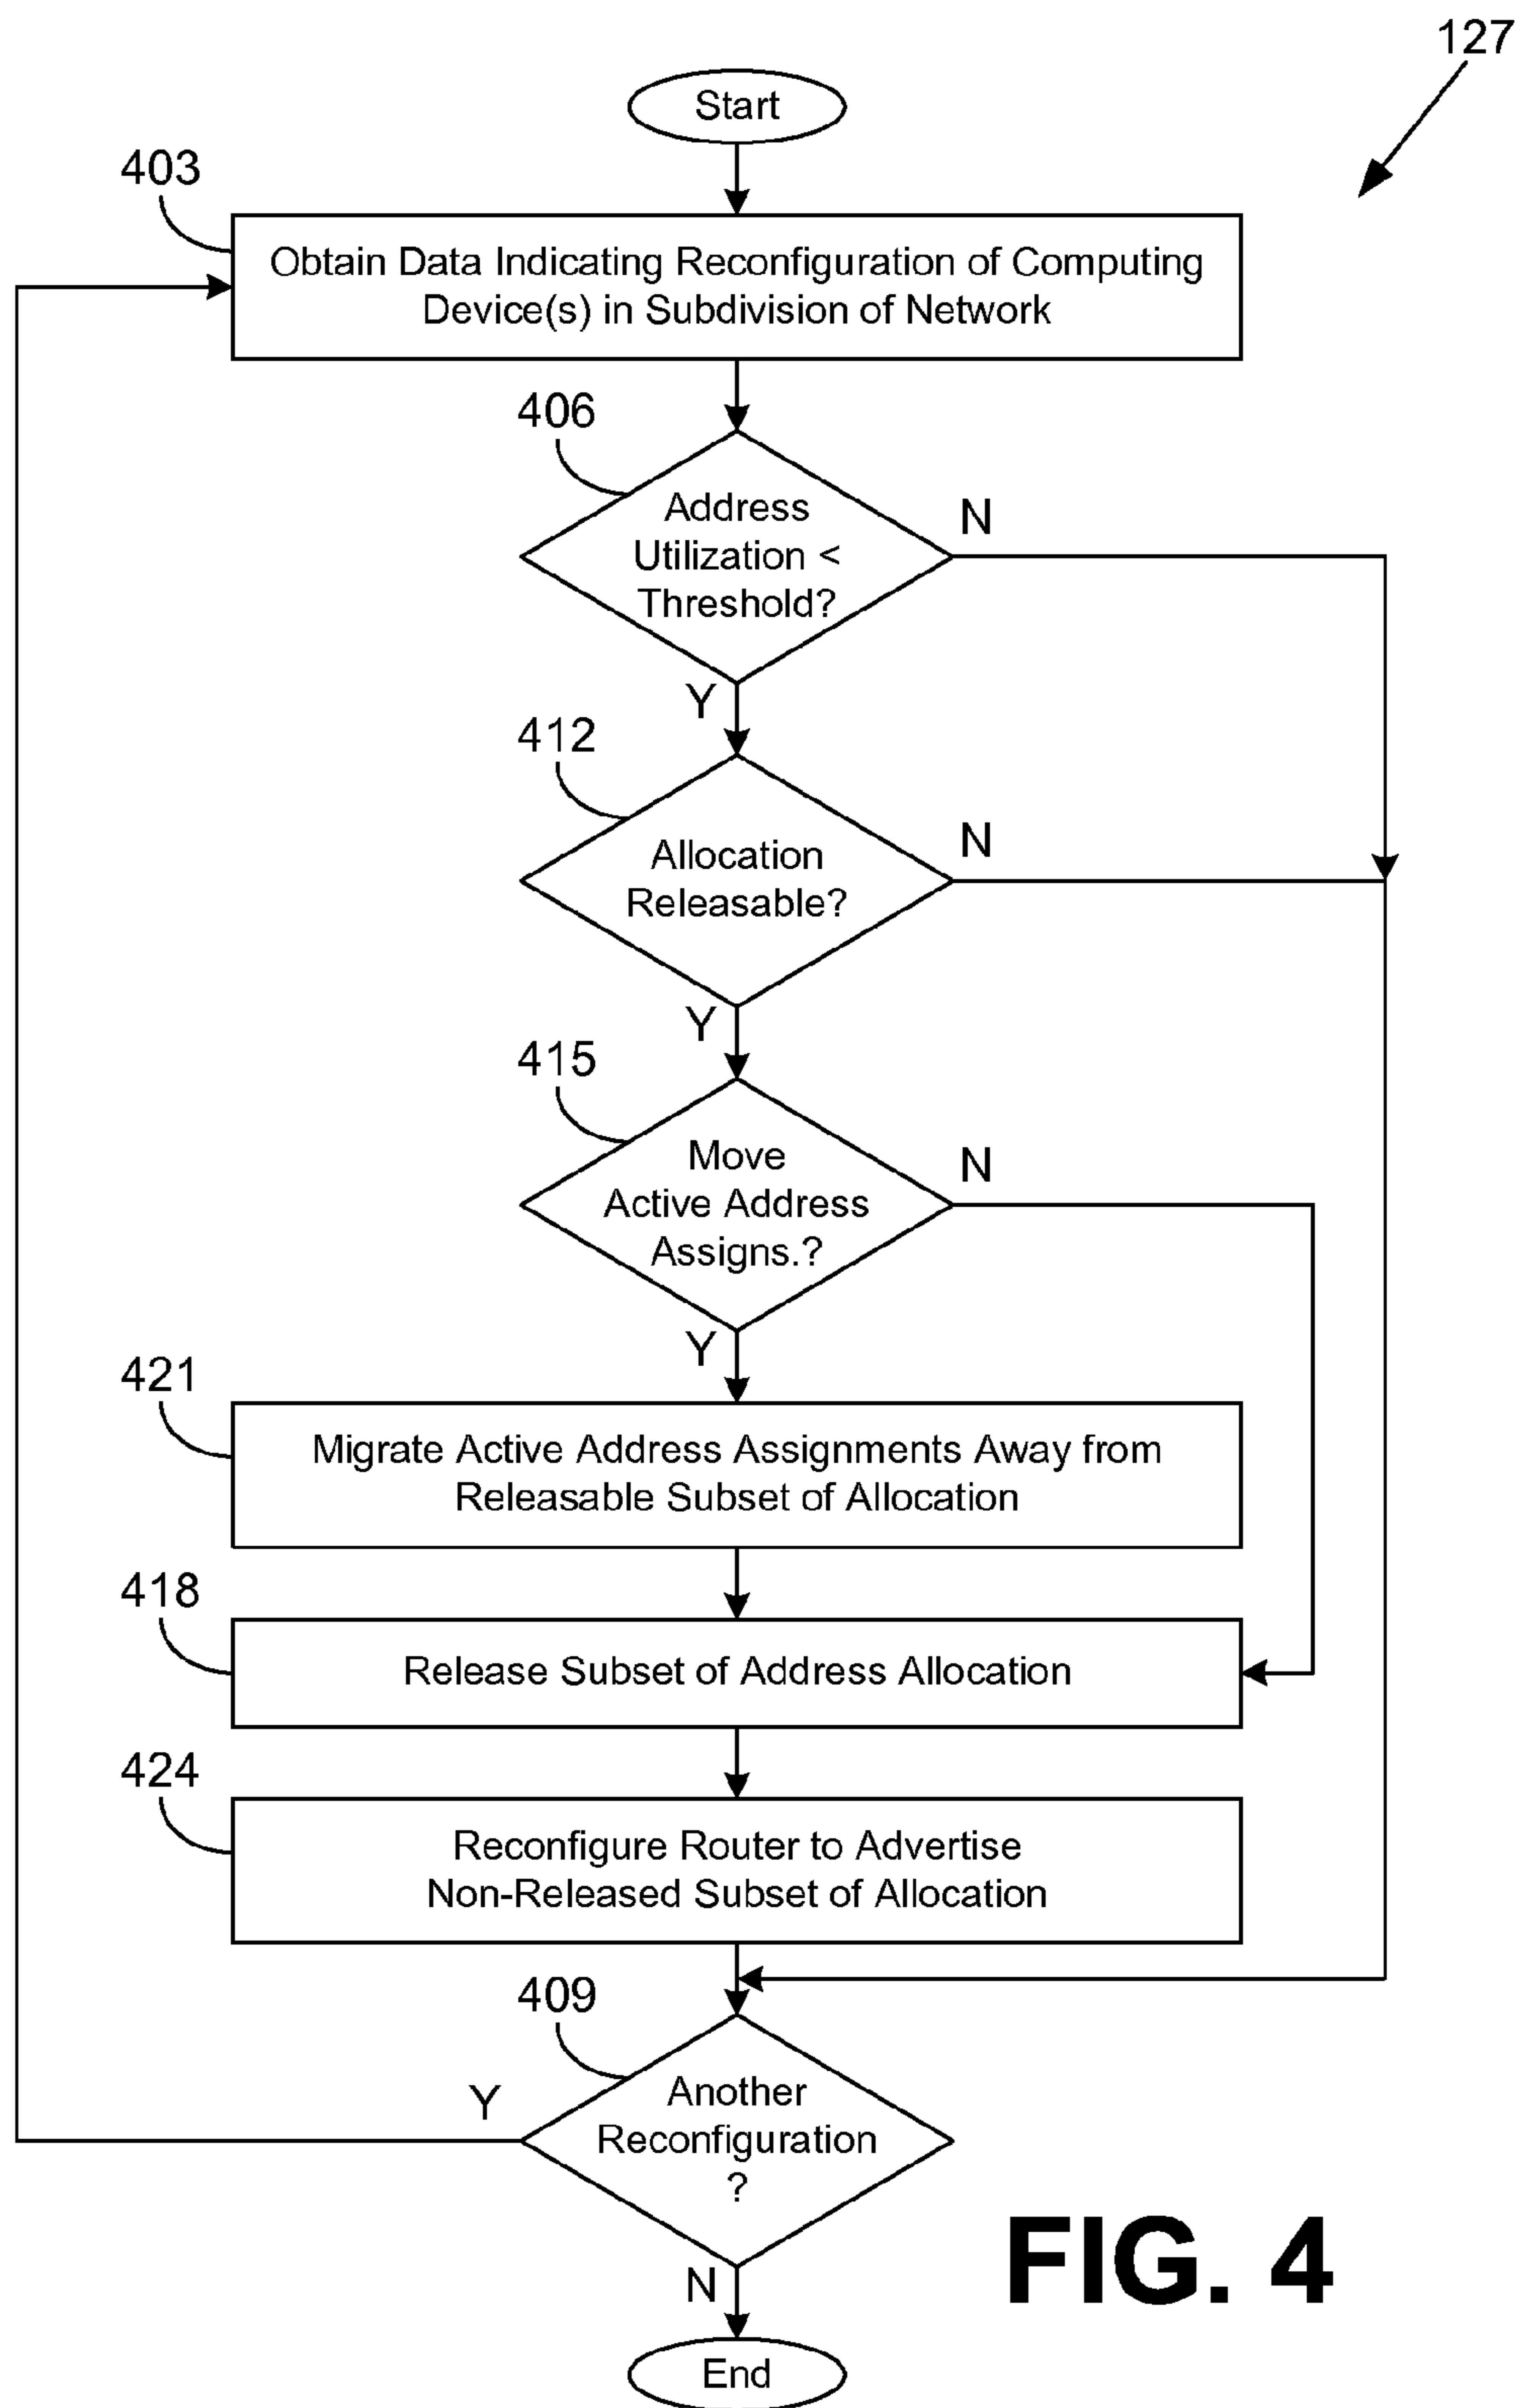 127
Start
403
Obtain Data Indicating Reconfiguration of Computing
Device(s) in Subdivision of Network
406
Address
Utilization <
Threshold?
N
Y
412
Allocation
Releasable?
N
Y
415
Move
Active Address
Assigns.?
N
Y
421
Migrate Active Address Assignments Away from
Releasable Subset of Allocation
418
Release Subset of Address Allocation
424
Reconfigure Router to Advertise
Non-Released Subset of Allocation
409
Another
Reconfiguration
?
Y
N
End
FIG. 4